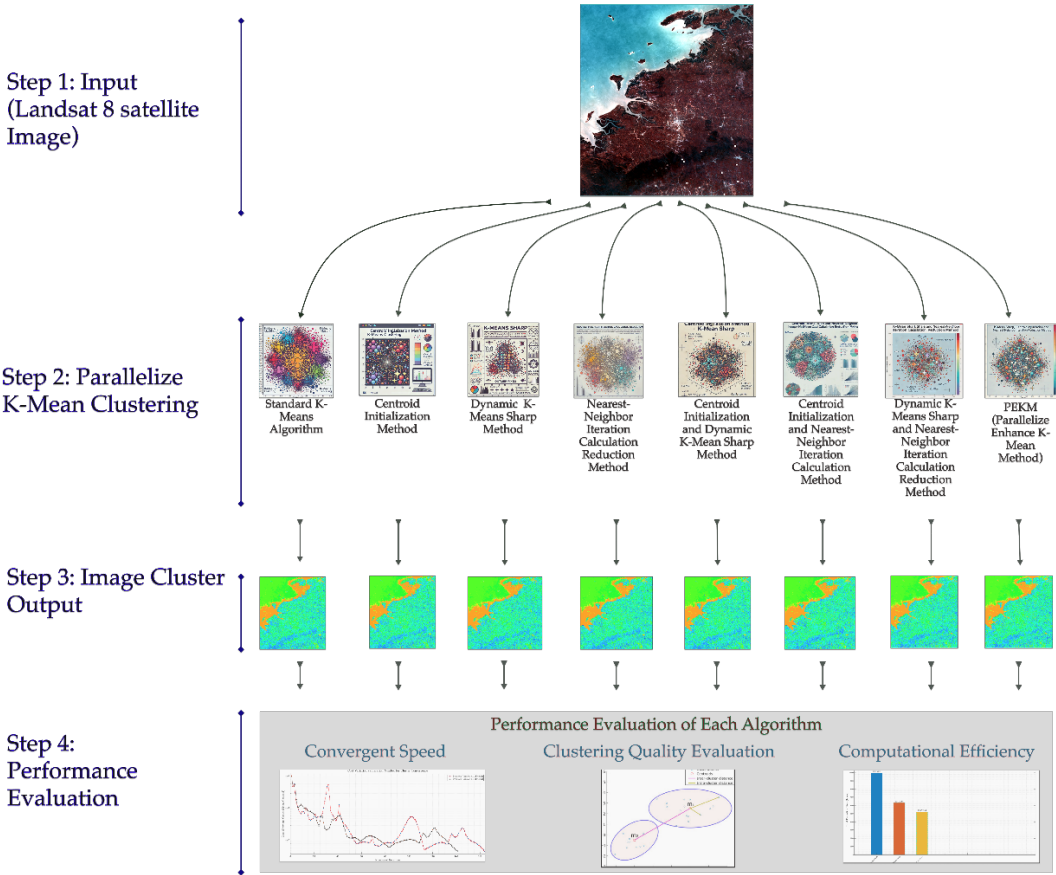 Step 1: Input
(Landsat 8 satellite
Image)
Step 2: Parallelize
K-Mean Clustering
K-MEANS SHARP
K-Mean Sharp
Standard K-
Means
Algorithm
Centroid
Initialization
Method
Dynamic K-
Means Sharp
Method
Nearest-
Neighbor
Iteration
Calculation
Reduction
Method
Centroid
Initialization
and Dynamic
K-Mean Sharp
Method
Centroid
Initialization
and Nearest-
Neighbor
Iteration
Calculation
Method
Dynamic K-
Means Sharp
and Nearest-
Neighbor
Iteration
Calculation
Reduction
Method
PEKM
(Parallelize
Enhance K-
Mean
Method)
Step 3: Image Cluster
Output
Step 4:
Performance
Evaluation
Performance Evaluation of Each Algorithm
Convergent Speed
Clustering Quality Evaluation
Computational Efficiency